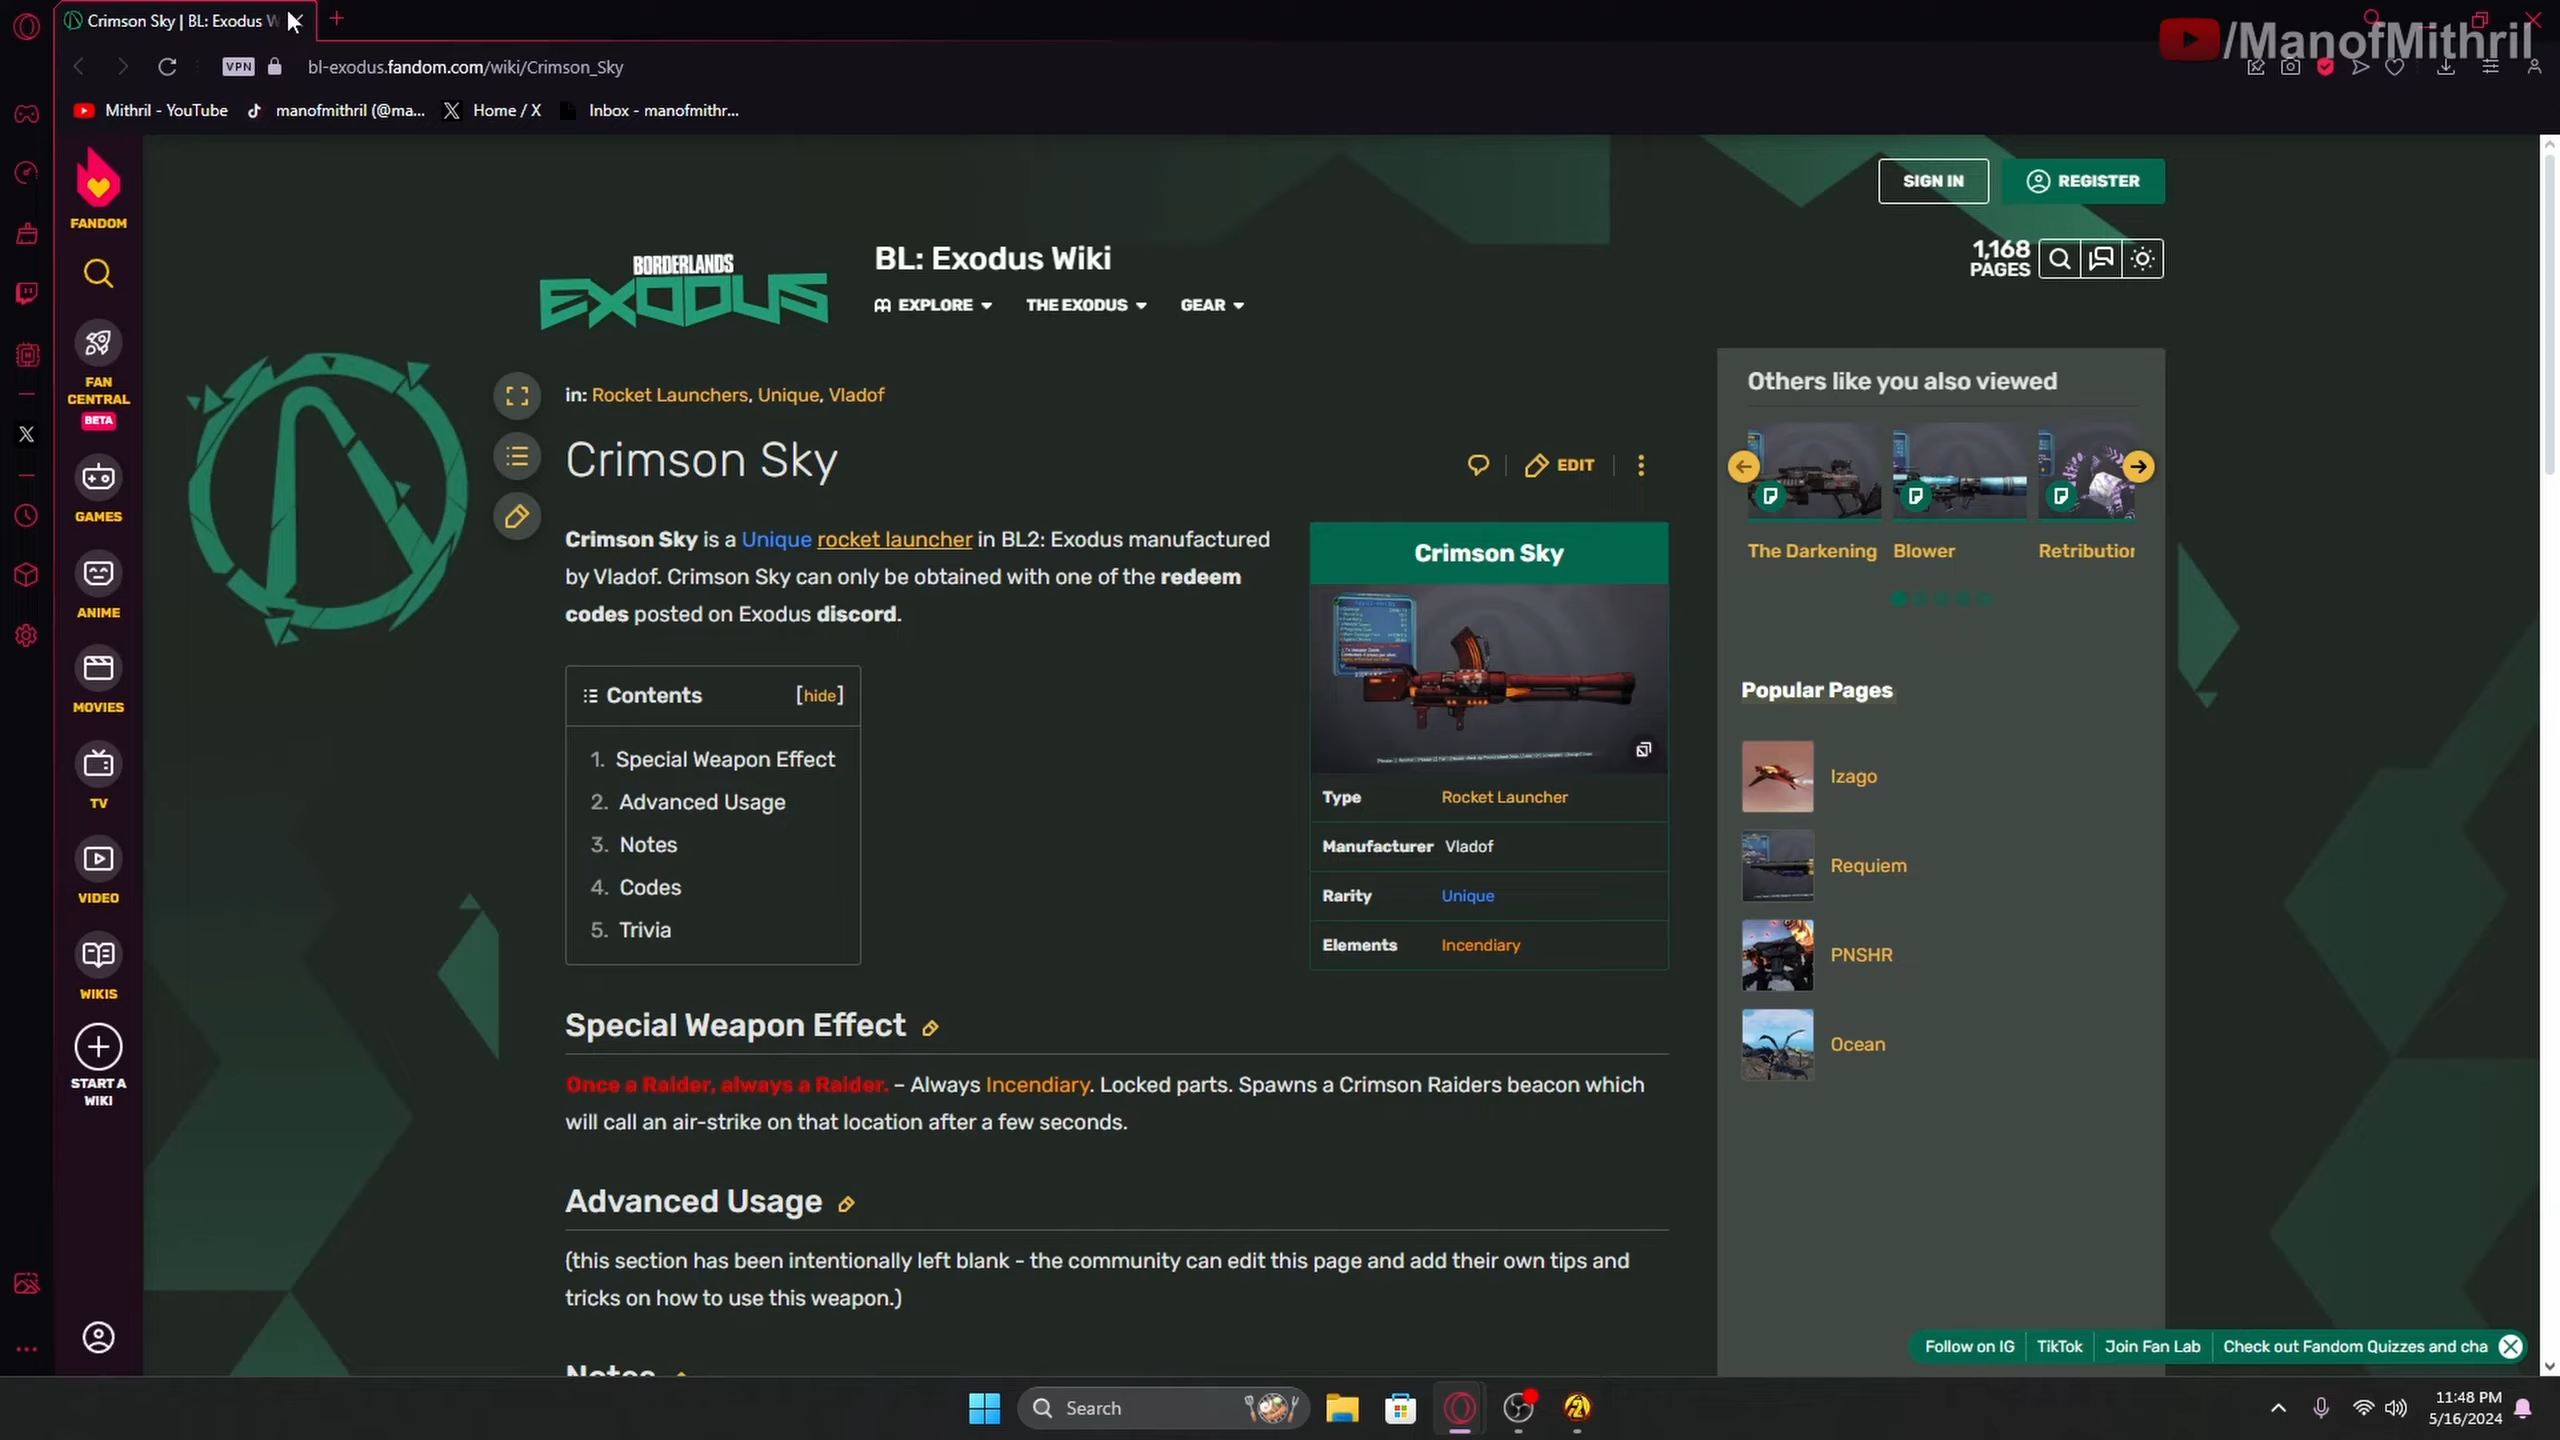 Crimson Sky | BL: Exodus W
/ManofMithril
VPN
bl-exodus.fandom.com/wiki/Crimson_Sky
Mithril - YouTube
manofmithril (@ma...
Home / X
Inbox - manofmithr...
FANDOM
FAN CENTRAL
BETA
GAMES
ANIME
MOVIES
TV
VIDEO
WIKIS
START A
WIKI
SIGN IN
REGISTER
BORDERLANDS
EXODUS
BL: Exodus Wiki
EXPLORE
THE EXODUS
GEAR
1,168
PAGES
in: Rocket Launchers, Unique, Vladof
Crimson Sky
EDIT
Crimson Sky is a Unique rocket launcher in BL2: Exodus manufactured
by Vladof. Crimson Sky can only be obtained with one of the redeem
codes posted on Exodus discord.
Contents [hide]
1. Special Weapon Effect
2. Advanced Usage
3. Notes
4. Codes
5. Trivia
Crimson Sky
Type Rocket Launcher
Manufacturer Vladof
Rarity Unique
Elements Incendiary
Special Weapon Effect
Once a Raider, always a Raider. – Always Incendiary. Locked parts. Spawns a Crimson Raiders beacon which
will call an air-strike on that location after a few seconds.
Advanced Usage
(this section has been intentionally left blank - the community can edit this page and add their own tips and
tricks on how to use this weapon.)
Notes
Others like you also viewed
The Darkening
Blower
Retribution
Popular Pages
Izago
Requiem
PNSHR
Ocean
Follow on IG
TikTok
Join Fan Lab
Check out Fandom Quizzes and cha
Search
11:48 PM
5/16/2024